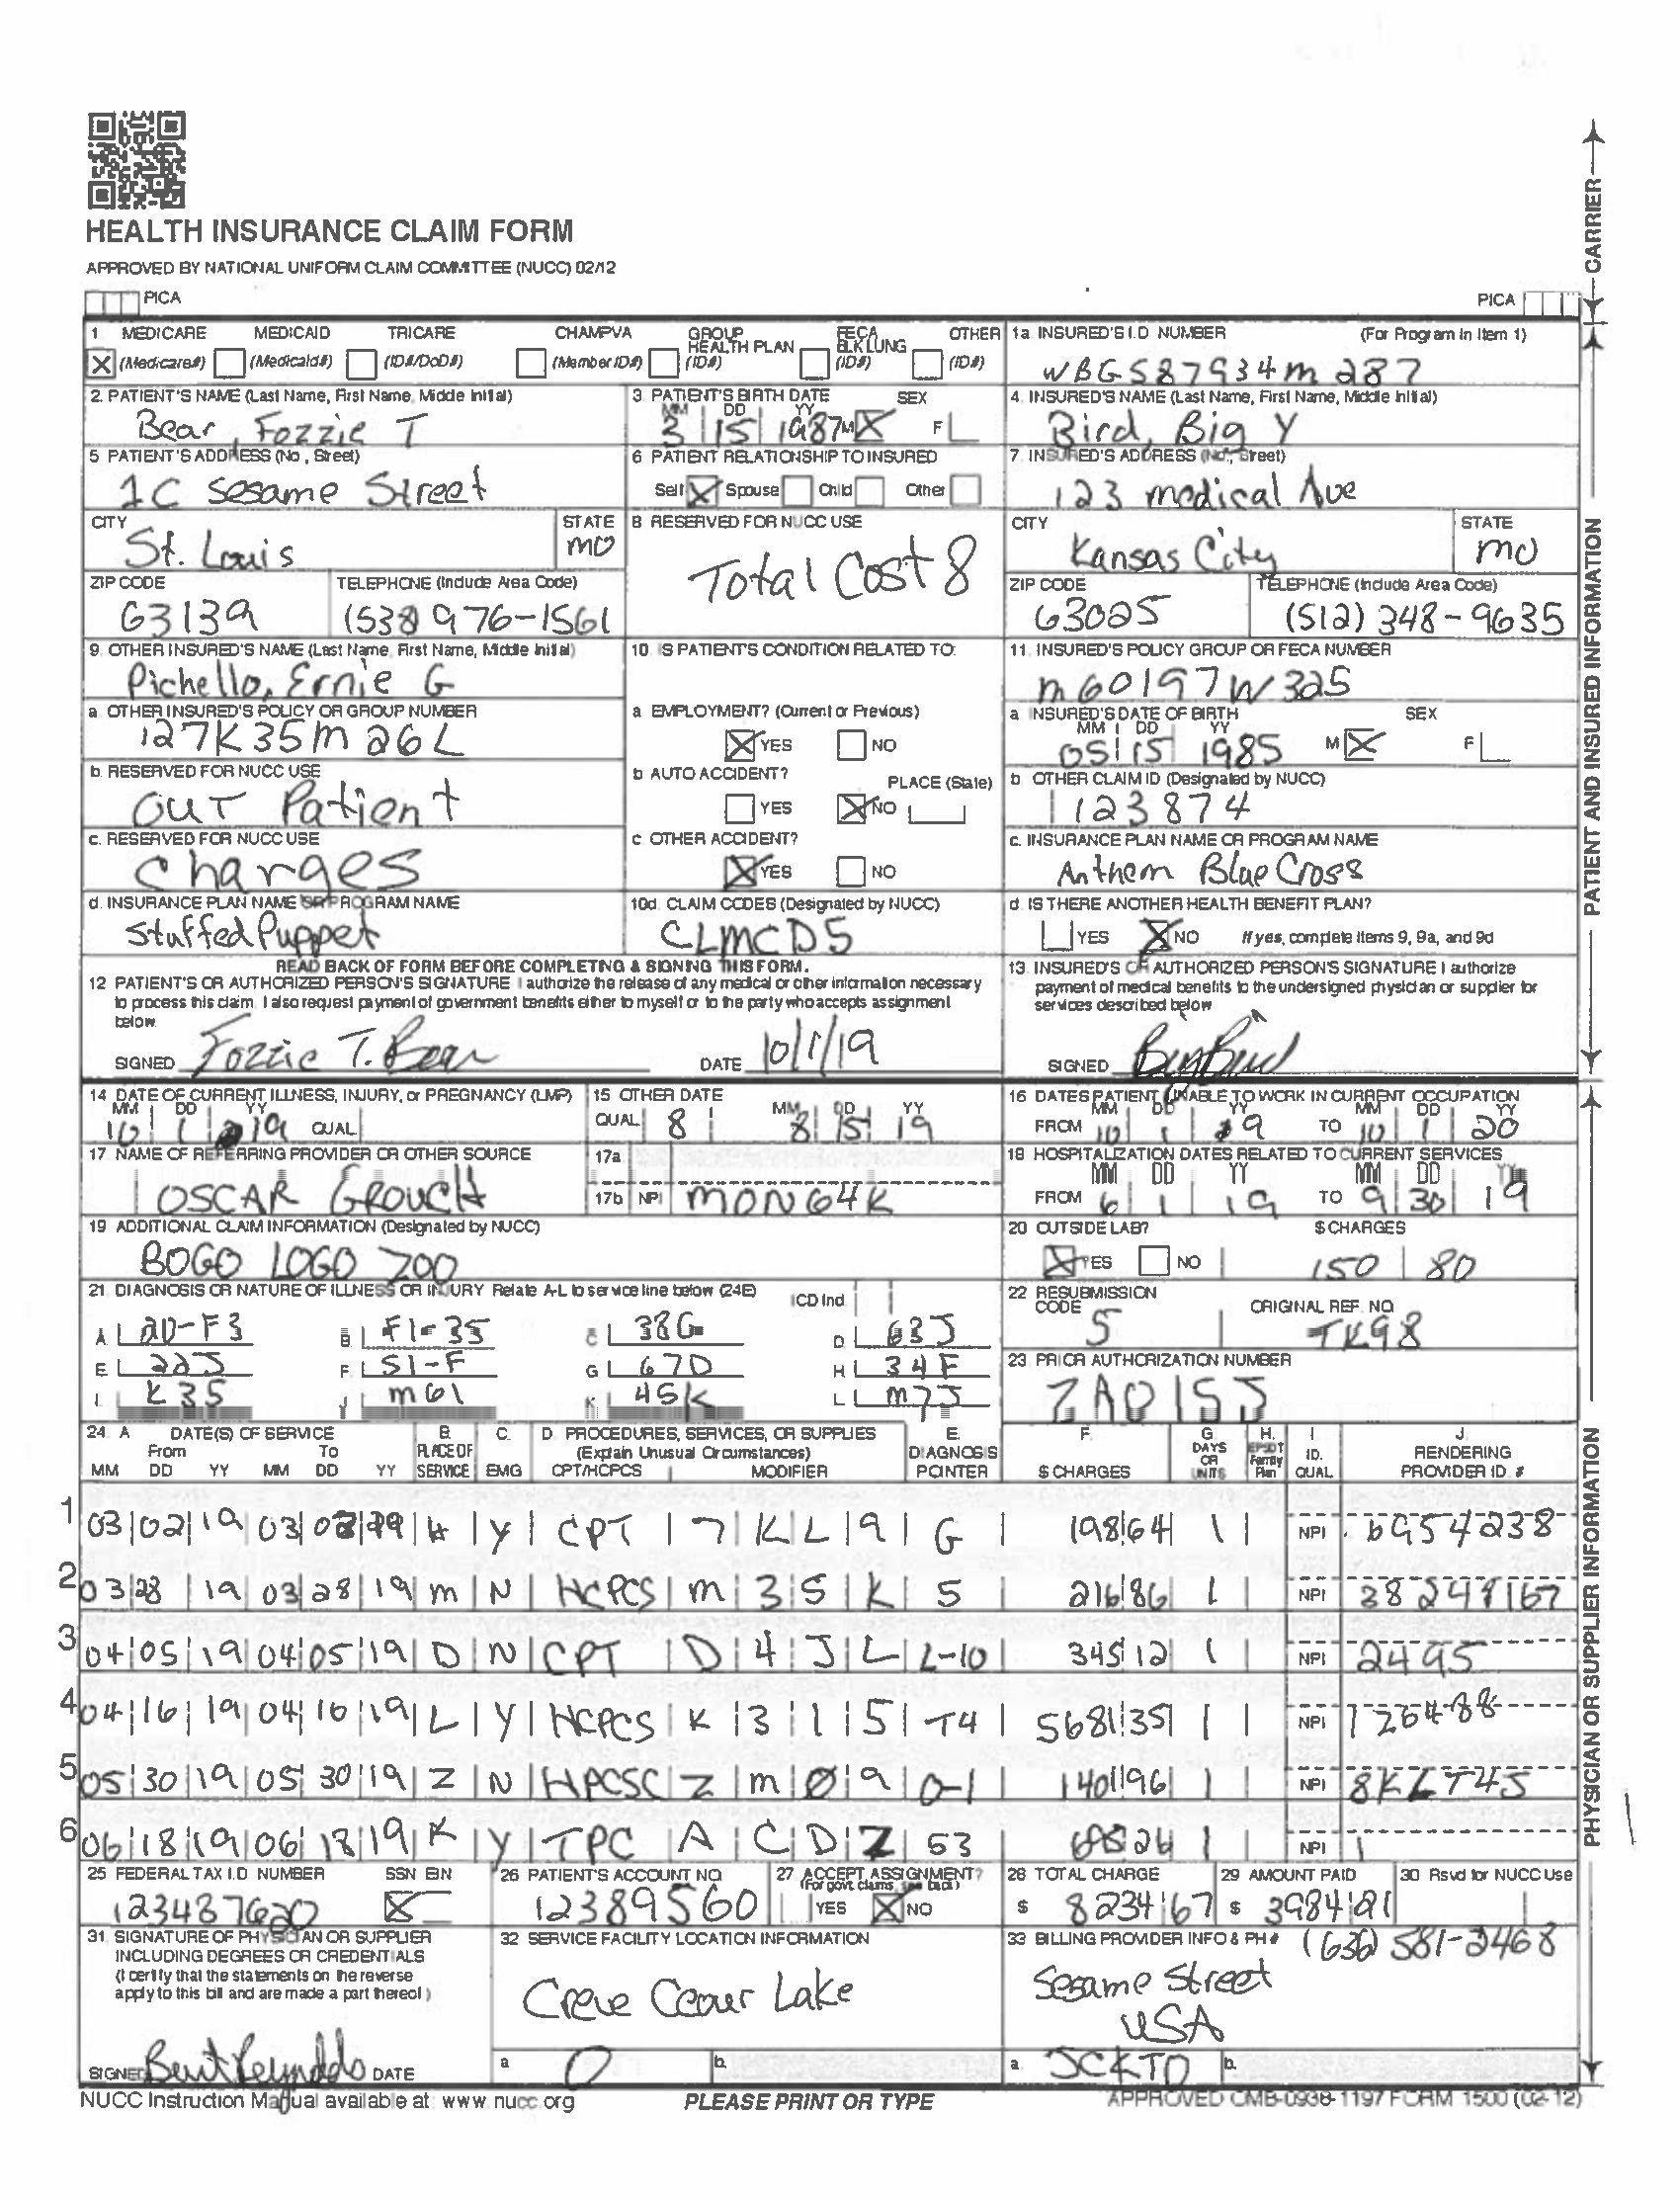 CARRIER
HEALTH INSURANCE CLAIM FORM
APPROVED BY NATIONAL UNIFORM CLAIM COMMITTEE (NUCC) 02/12
PICA
PICA
1. MEDICARE MEDICAID TRICARE CHAMPVA GROUP HEALTH PLAN FECA BLK LUNG OTHER
X (Medicare#) (Medicaid#) (ID#/DoD#) (Member ID#) (ID#) (ID#) (ID#)
1a. INSURED'S I.D NUMBER (For Program in Item 1)
WBGS87934M287
2. PATIENT'S NAME (Last Name, First Name, Middle Initial)
Bear, Fozzie T
3 PATIENT'S BIRTH DATE SEX
MM DD YY
3 15 1987 M X F
4. INSURED'S NAME (Last Name, First Name, Middle Initial)
Bird, Big Y
5 PATIENT'S ADDRESS (No, Street)
1C Sesame Street
6 PATIENT RELATIONSHIP TO INSURED
Self X Spouse Child Other
7. INSURED'S ADDRESS (No., Street)
123 medical Ave
CITY STATE
St. Louis MO
8 RESERVED FOR NUCC USE
Total Cost 8
CITY STATE
Kansas City MO
ZIP CODE TELEPHONE (Include Area Code)
63139 976-1561
ZIP CODE TELEPHONE (Include Area Code)
63025 (512) 348-9635
9. OTHER INSURED'S NAME (Last Name, First Name, Middle Initial)
Pichello, Ernie G
10. IS PATIENT'S CONDITION RELATED TO:
11. INSURED'S POLICY GROUP OR FECA NUMBER
M60197W325
a. OTHER INSURED'S POLICY OR GROUP NUMBER
127K35M26L
a EMPLOYMENT? (Current or Previous)
X YES NO
a INSURED'S DATE OF BIRTH SEX
MM DD YY
05 15 1985 M X F
b. RESERVED FOR NUCC USE
OUT Patient
b AUTO ACCIDENT? PLACE (State)
YES X NO
b OTHER CLAIM ID (Designated by NUCC)
123874
c. RESERVED FOR NUCC USE
Charges
c OTHER ACCIDENT?
X YES NO
c. INSURANCE PLAN NAME OR PROGRAM NAME
Anthem Blue Cross
d. INSURANCE PLAN NAME OR PROGRAM NAME
Stuffed Puppet
10d. CLAIM CODES (Designated by NUCC)
CLMCD5
d. IS THERE ANOTHER HEALTH BENEFIT PLAN?
YES X NO If yes, complete items 9, 9a, and 9d
READ BACK OF FORM BEFORE COMPLETING & SIGNING THIS FORM.
12 PATIENT'S OR AUTHORIZED PERSON'S SIGNATURE I authorize the release of any medical or other information necessary
to process this claim. I also request payment of government benefits either to myself or to the party who accepts assignment
below.
SIGNED Fozzie T. Bear DATE 10/1/19
13. INSURED'S OR AUTHORIZED PERSON'S SIGNATURE I authorize
payment of medical benefits to the undersigned physician or supplier for
services described below
SIGNED Big Bird
PATIENT AND INSURED INFORMATION
14 DATE OF CURRENT ILLNESS, INJURY, or PREGNANCY (LMP)
MM DD YY
10 1 19 QUAL
15 OTHER DATE
QUAL 8 MM DD YY
8 15 19
16 DATES PATIENT UNABLE TO WORK IN CURRENT OCCUPATION
MM DD YY MM DD YY
FROM 10 1 TO 10 1 20
17. NAME OF REFERRING PROVIDER OR OTHER SOURCE
OSCAR GROUCH
17a
17b NPI MON64K
18 HOSPITALIZATION DATES RELATED TO CURRENT SERVICES
MM DD YY MM DD YY
FROM 6 1 19 TO 9 30 19
19 ADDITIONAL CLAIM INFORMATION (Designated by NUCC)
BOGO LOGO 700
20 OUTSIDE LAB? $ CHARGES
X YES NO 150 80
21. DIAGNOSIS OR NATURE OF ILLNESS OR INJURY Relate A-L to service line below (24E) ICD Ind
A 2D-F3 B F1-35 C 38G D 63J
E 22J F S1-F G 67D H 34F
I K35 J M61 K 45K L M7J
22 RESUBMISSION CODE ORIGINAL REF. NO
5 TK98
23 PRIOR AUTHORIZATION NUMBER
ZA015J
24. A DATE(S) OF SERVICE B. C. D. PROCEDURES, SERVICES, OR SUPPLIES E. F. G. H. I J.
From To PLACE OF (Explain Unusual Circumstances) DIAGNOSIS DAYS OR EPSDT Family ID. RENDERING
MM DD YY MM DD YY SERVICE EMG CPT/HCPCS MODIFIER POINTER $ CHARGES UNITS Plan QUAL PROVIDER ID. #
1 03 02 19 03 Y CPT 7 K L 9 G 198 64 1 NPI 6954238
2 03 28 19 03 28 19 M N HCPCS M 3 5 K 5 216 86 1 NPI 38248167
3 04 05 19 04 05 19 D N CPT D 4 J L L-10 345 12 1 NPI 2495
4 04 16 19 04 16 19 L Y HCPCS K 3 1 5 T4 5681 35 1 NPI 126488
5 05 30 19 05 30 19 Z N HPCSC Z M Ø 9 0-1 140 96 1 NPI 8KLT45
6 06 18 19 06 18 19 K Y TPC A C D Z 53 26 1 NPI 1
25 FEDERAL TAX I.D NUMBER SSN EIN
X
26 PATIENT'S ACCOUNT NO
12389560
27 ACCEPT ASSIGNMENT?
(For govt. claims, see back)
YES X NO
28 TOTAL CHARGE
$ 8234 67
29 AMOUNT PAID
$ 3984 21
30 Rsvd for NUCC Use
31. SIGNATURE OF PHYSICIAN OR SUPPLIER
INCLUDING DEGREES OR CREDENTIALS
(I certify that the statements on the reverse
apply to this bill and are made a part thereof.)
SIGNED Burt Reynolds DATE
32 SERVICE FACILITY LOCATION INFORMATION
Creve Ceour Lake
a 0 b.
33 BILLING PROVIDER INFO & PH # (636) 581-2468
Sesame Street
USA
a. JCKTD b.
PHYSICIAN OR SUPPLIER INFORMATION
NUCC Instruction Manual available at: www.nucc.org PLEASE PRINT OR TYPE APPROVED OMB-0938-1197 FORM 1500 (02-12)